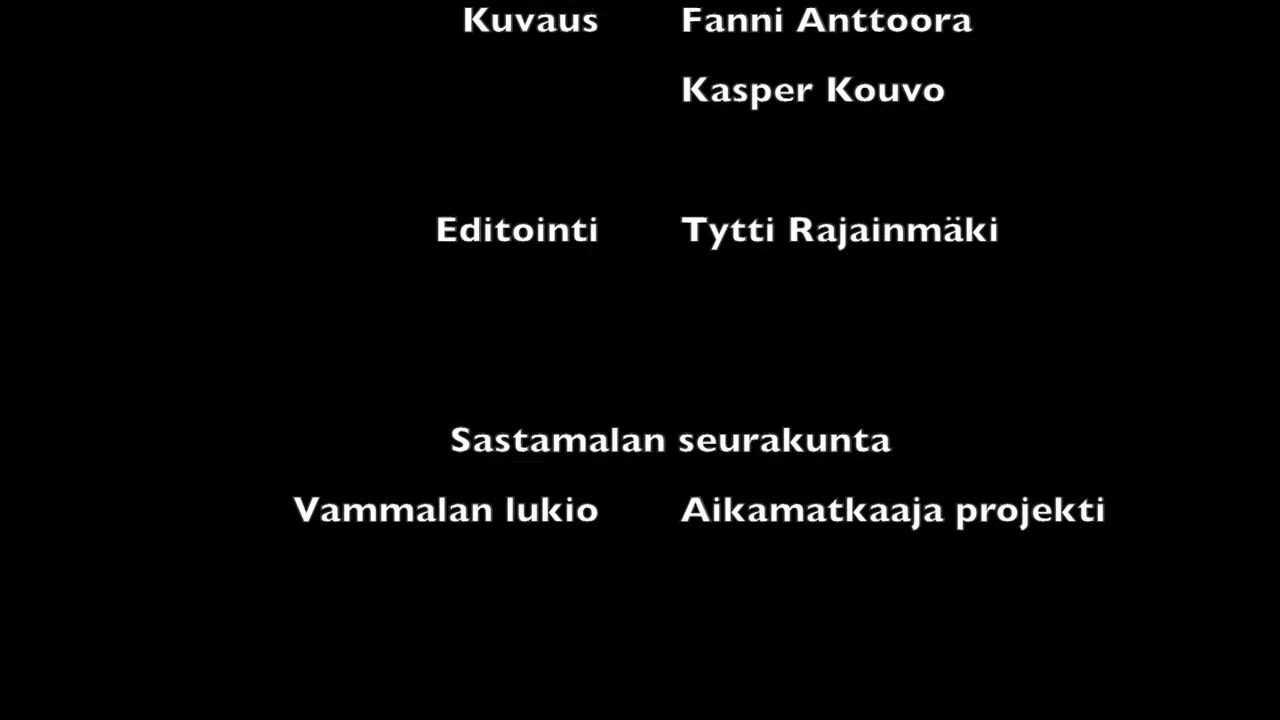 Kuvaus Fanni Anttoora
Kasper Kouvo
Editointi Tytti Rajainmäki
Sastamalan seurakunta
Vammalan lukio Aikamatkaaja projekti